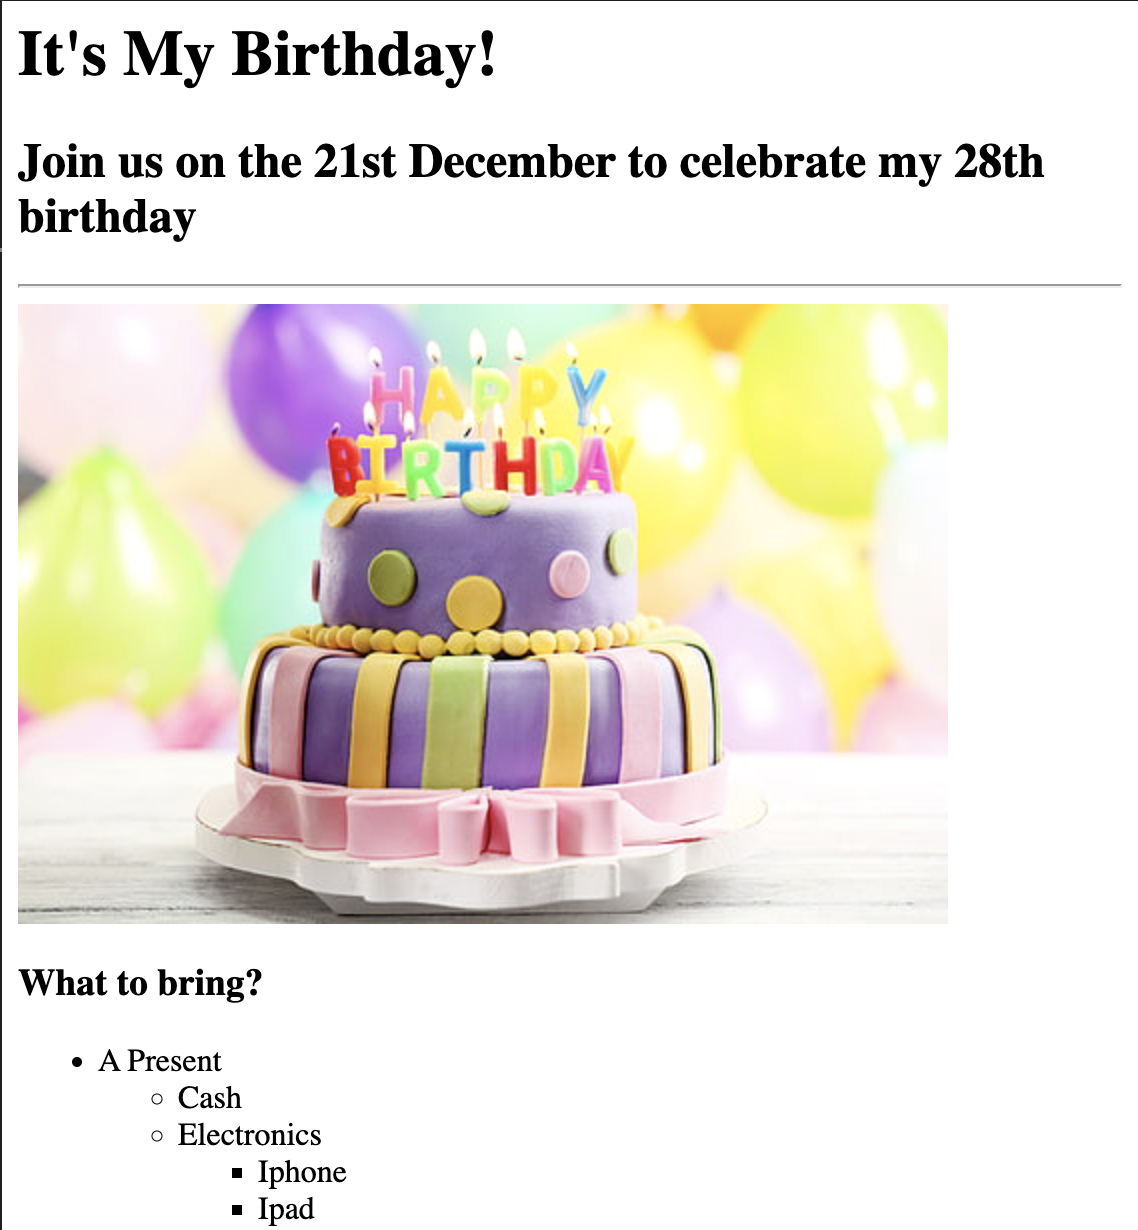 It's My Birthday!
Join us on the 21st December to celebrate my 28th
birthday
HAPPY
BIRTHDAY
What to bring?
A Present
Cash
Electronics
Iphone
Ipad